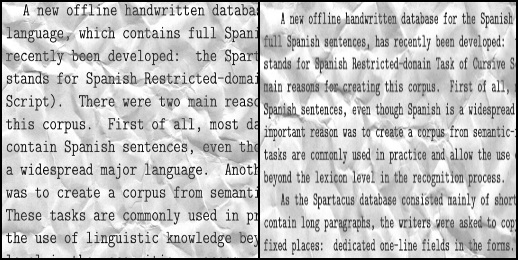 A new offline handwritten database
language, which contains full Spani
recently been developed: the Spart
stands for Spanish Restricted-domai
Script). There were two main reaso
this corpus. First of all, most da
contain Spanish sentences, even tho
a widespread major language. Anoth
was to create a corpus from semanti
These tasks are commonly used in pr
the use of linguistic knowledge bey
A new offline handwritten database for the Spanish
full Spanish sentences, has recently been developed:
stands for Spanish Restricted-domain Task of Cursive S
main reasons for creating this corpus. First of all,
Spanish sentences, even though Spanish is a widespread
important reason was to create a corpus from semantic-
tasks are commonly used in practice and allow the use
beyond the lexicon level in the recognition process.
As the Spartacus database consisted mainly of short
contain long paragraphs, the writers were asked to copy
fixed places: dedicated one-line fields in the forms.